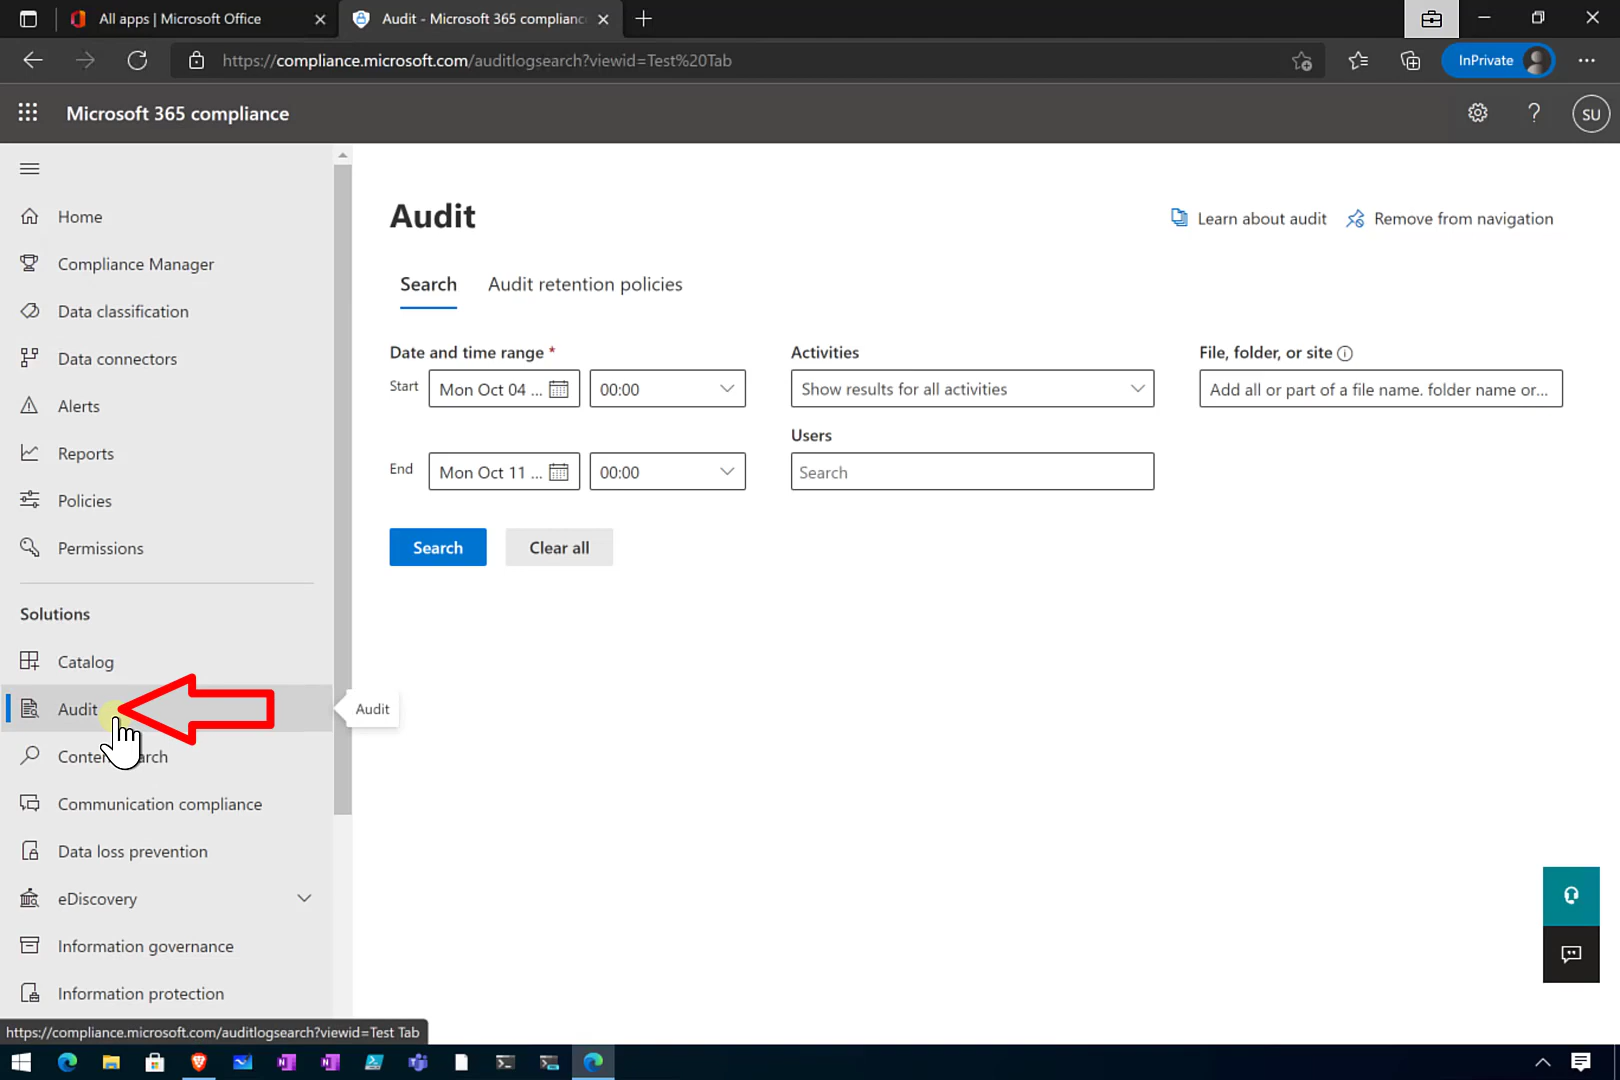 All apps | Microsoft Office
Audit - Microsoft 365 complianc
https://compliance.microsoft.com/auditlogsearch?viewid=Test%20Tab
InPrivate
Microsoft 365 compliance
?
SU
Home
Compliance Manager
Data classification
Data connectors
Alerts
Reports
Policies
Permissions
Solutions
Catalog
Audit
Audit
Conten arch
Communication compliance
Data loss prevention
eDiscovery
Information governance
Information protection
https://compliance.microsoft.com/auditlogsearch?viewid=Test Tab
Audit
Learn about audit
Remove from navigation
Search
Audit retention policies
Date and time range *
Start
Mon Oct 04 ...
00:00
End
Mon Oct 11 ...
00:00
Activities
Show results for all activities
Users
Search
File, folder, or site
Add all or part of a file name. folder name or...
Search
Clear all